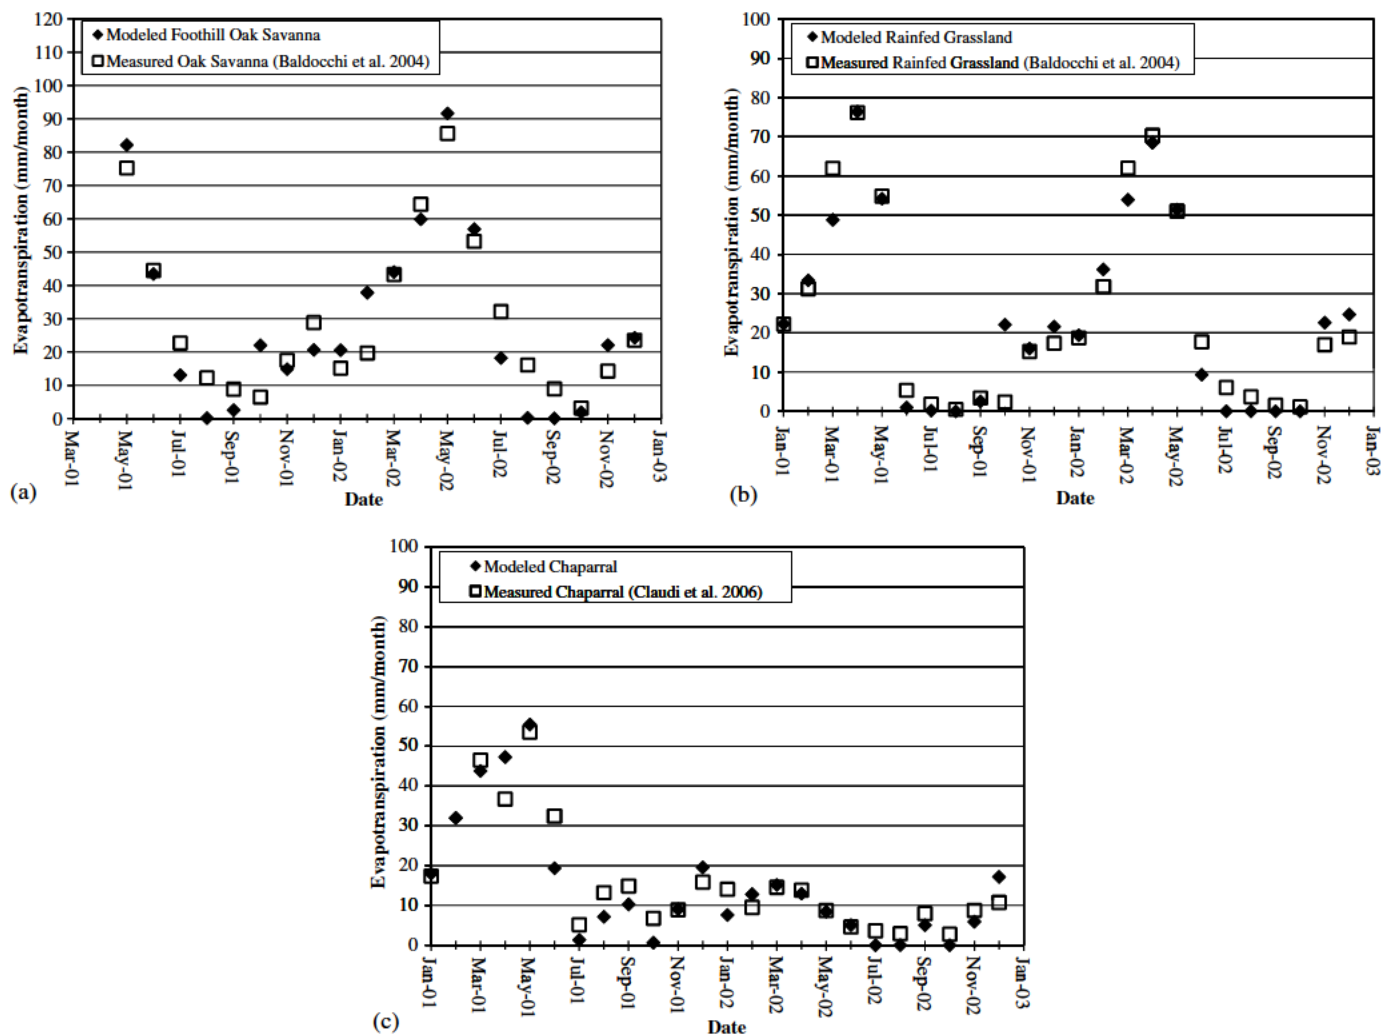 120
110
100
90
80
70
60
50
40
30
20
10
0
Evapotranspiration (mm/month)
Modeled Foothill Oak Savanna
Measured Oak Savanna (Baldocchi et al. 2004)
Mar-01
May-01
Jul-01
Sep-01
Nov-01
Jan-02
Mar-02
May-02
Jul-02
Sep-02
Nov-02
Jan-03
Date
(a)
100
90
80
70
60
50
40
30
20
10
0
Evapotranspiration (mm/month)
Modeled Rainfed Grassland
Measured Rainfed Grassland (Baldocchi et al. 2004)
Jan-01
Mar-01
May-01
Jul-01
Sep-01
Nov-01
Jan-02
Mar-02
May-02
Jul-02
Sep-02
Nov-02
Jan-03
Date
(b)
100
90
80
70
60
50
40
30
20
10
0
Evapotranspiration (mm/month)
Modeled Chaparral
Measured Chaparral (Claudi et al. 2006)
Jan-01
Mar-01
May-01
Jul-01
Sep-01
Nov-01
Jan-02
Mar-02
May-02
Jul-02
Sep-02
Nov-02
Jan-03
Date
(c)